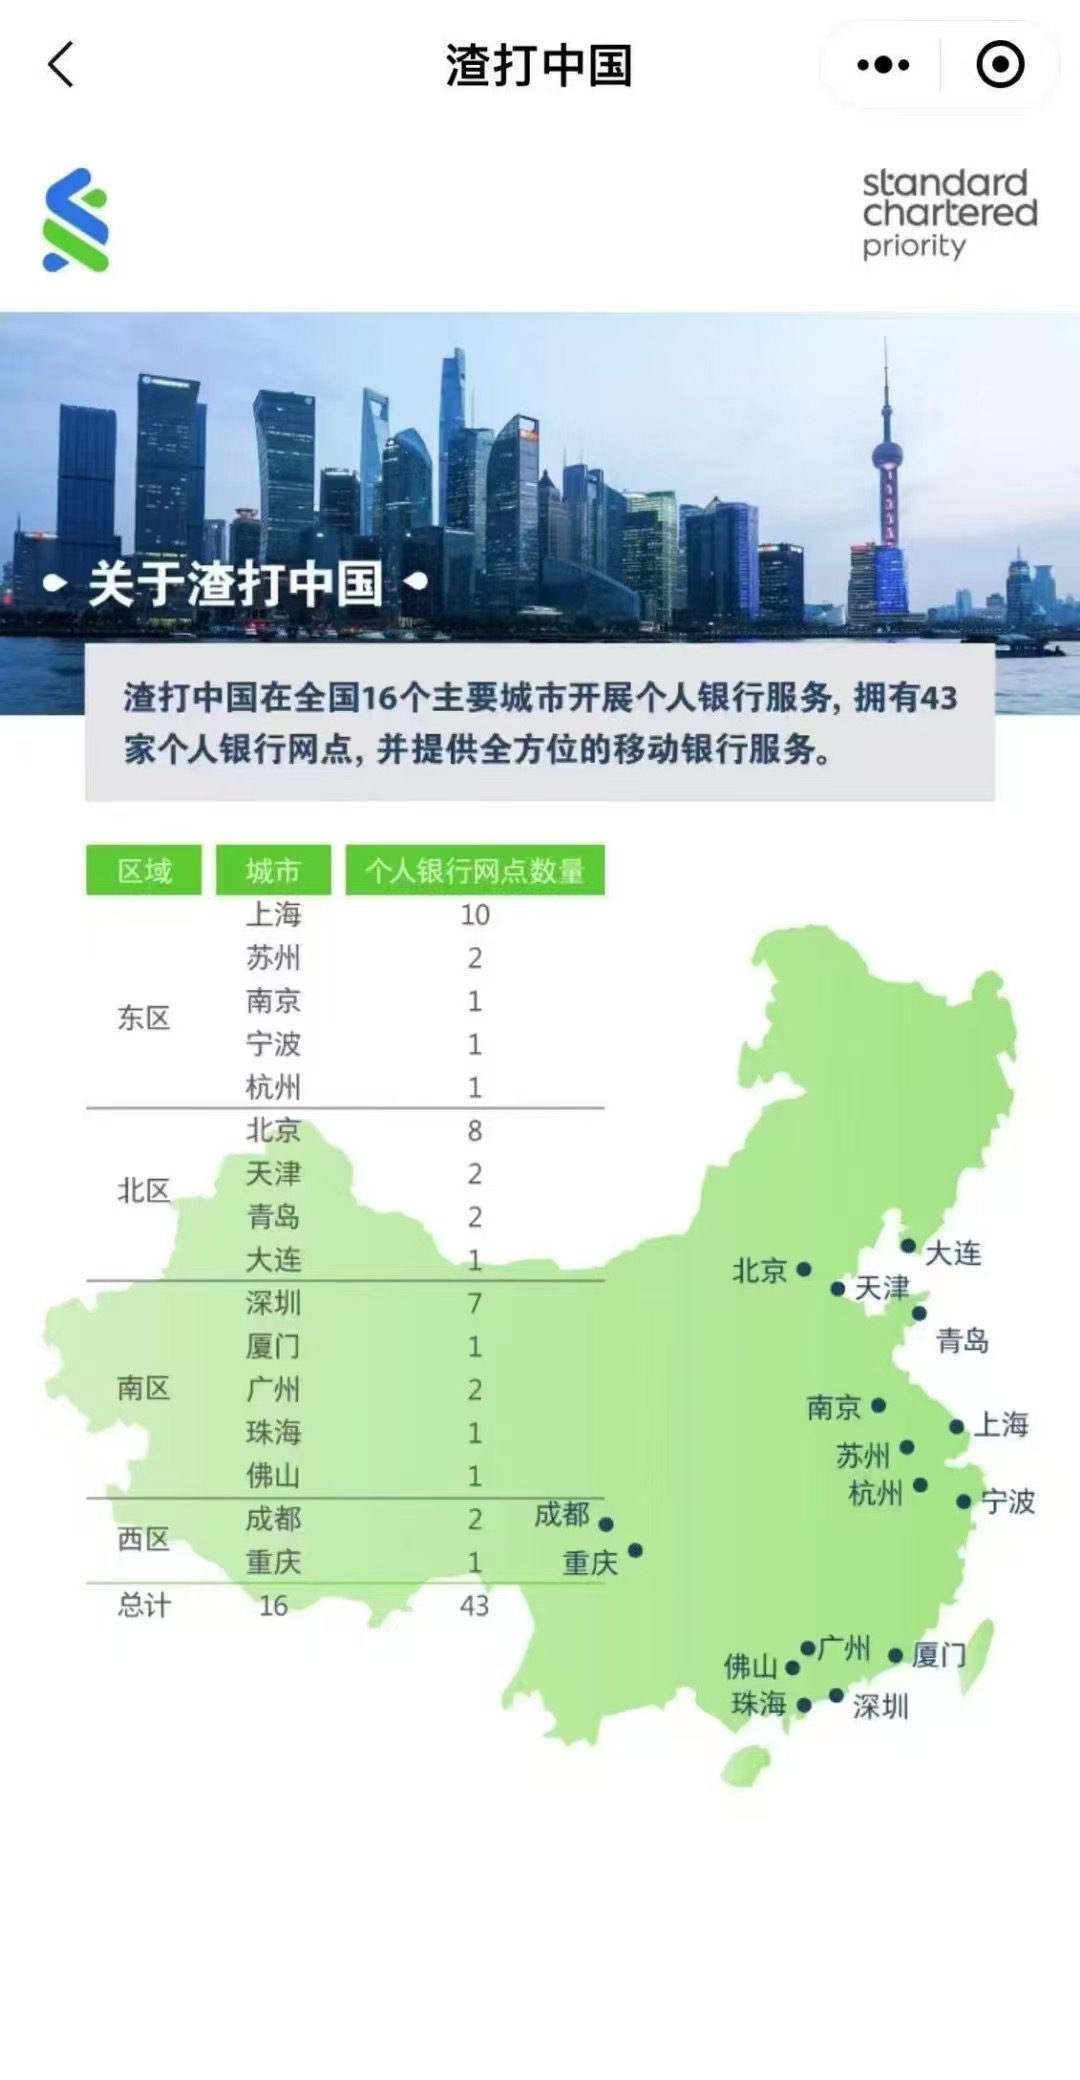 渣打中国
standard
chartered
priority
关于渣打中国
渣打中国在全国16个主要城市开展个人银行服务, 拥有43
家个人银行网点, 并提供全方位的移动银行服务。
区域 城市 个人银行网点数量
上海 10
苏州 2
东区 南京 1
宁波 1
杭州 1
北京 8
北区 天津 2
青岛 2
大连 1
深圳 7
厦门 1
南区 广州 2
珠海 1
佛山 1
成都 2
西区 重庆 1
总计 16 43
大连
北京
天津
青岛
南京
上海
苏州
杭州
宁波
成都
重庆
广州
厦门
佛山
珠海
深圳